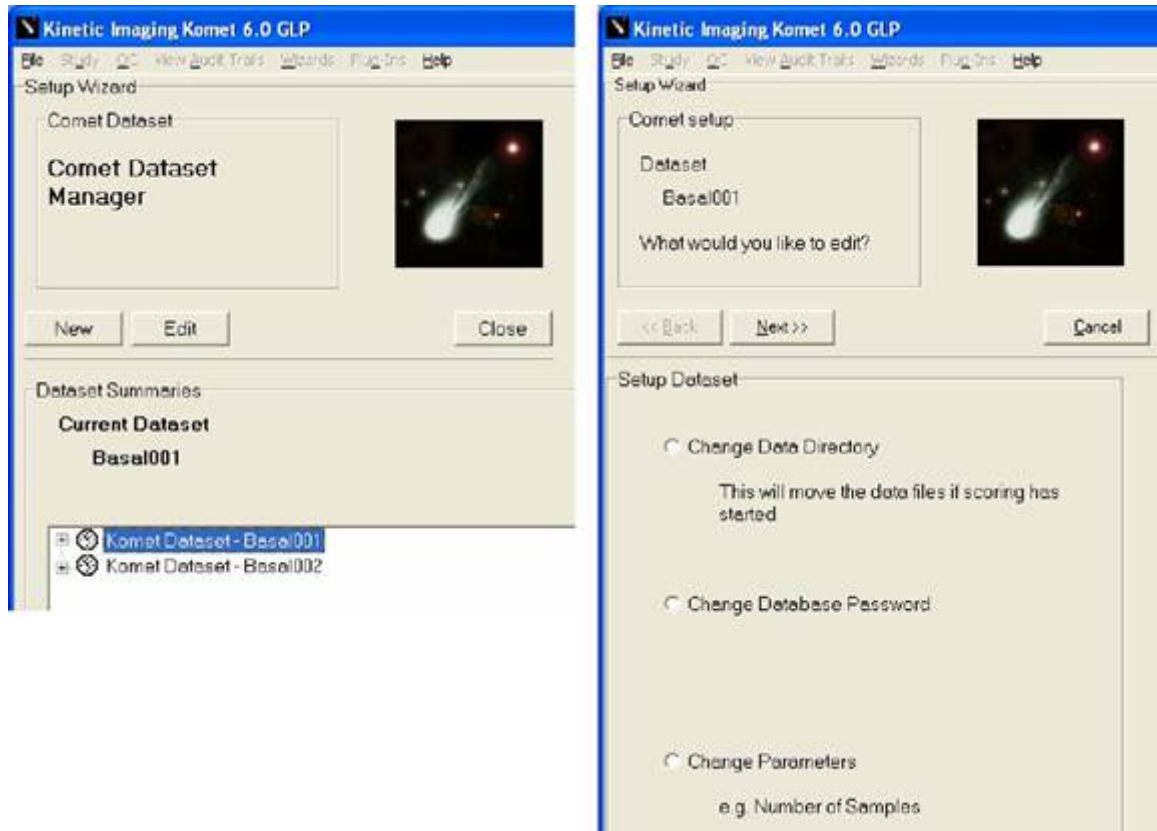 Kinetic Imaging Komet 6.0 GLP
File Study QC View Audit Trails Wizards Plug-Ins Help
Setup Wizard
Comet Dataset
Comet Dataset
Manager
New Edit Close
Dataset Summaries
Current Dataset
Basal001
Komet Dataset - Basal001
Komet Dataset - Basal002
Kinetic Imaging Komet 6.0 GLP
File Study QC View Audit Trails Wizards Plug-Ins Help
Setup Wizard
Comet setup
Dataset
Basal001
What would you like to edit?
<< Back Next >> Cancel
Setup Dataset
Change Data Directory
This will move the data files if scoring has
started
Change Database Password
Change Parameters
e.g. Number of Samples